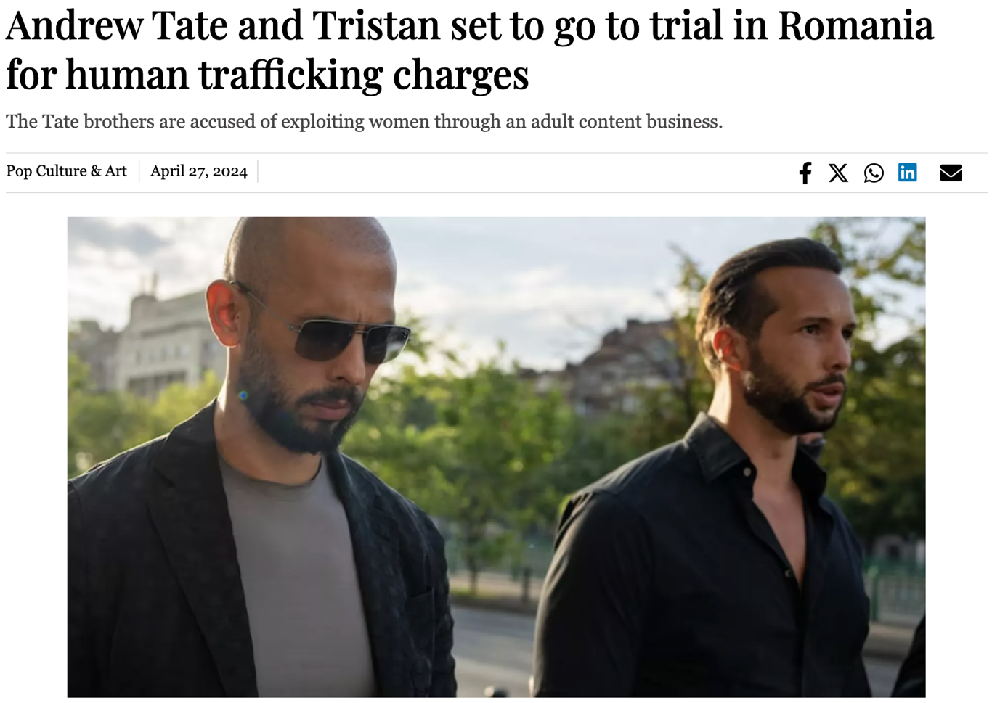 Andrew Tate and Tristan set to go to trial in Romania
for human trafficking charges
The Tate brothers are accused of exploiting women through an adult content business.
Pop Culture & Art
April 27, 2024